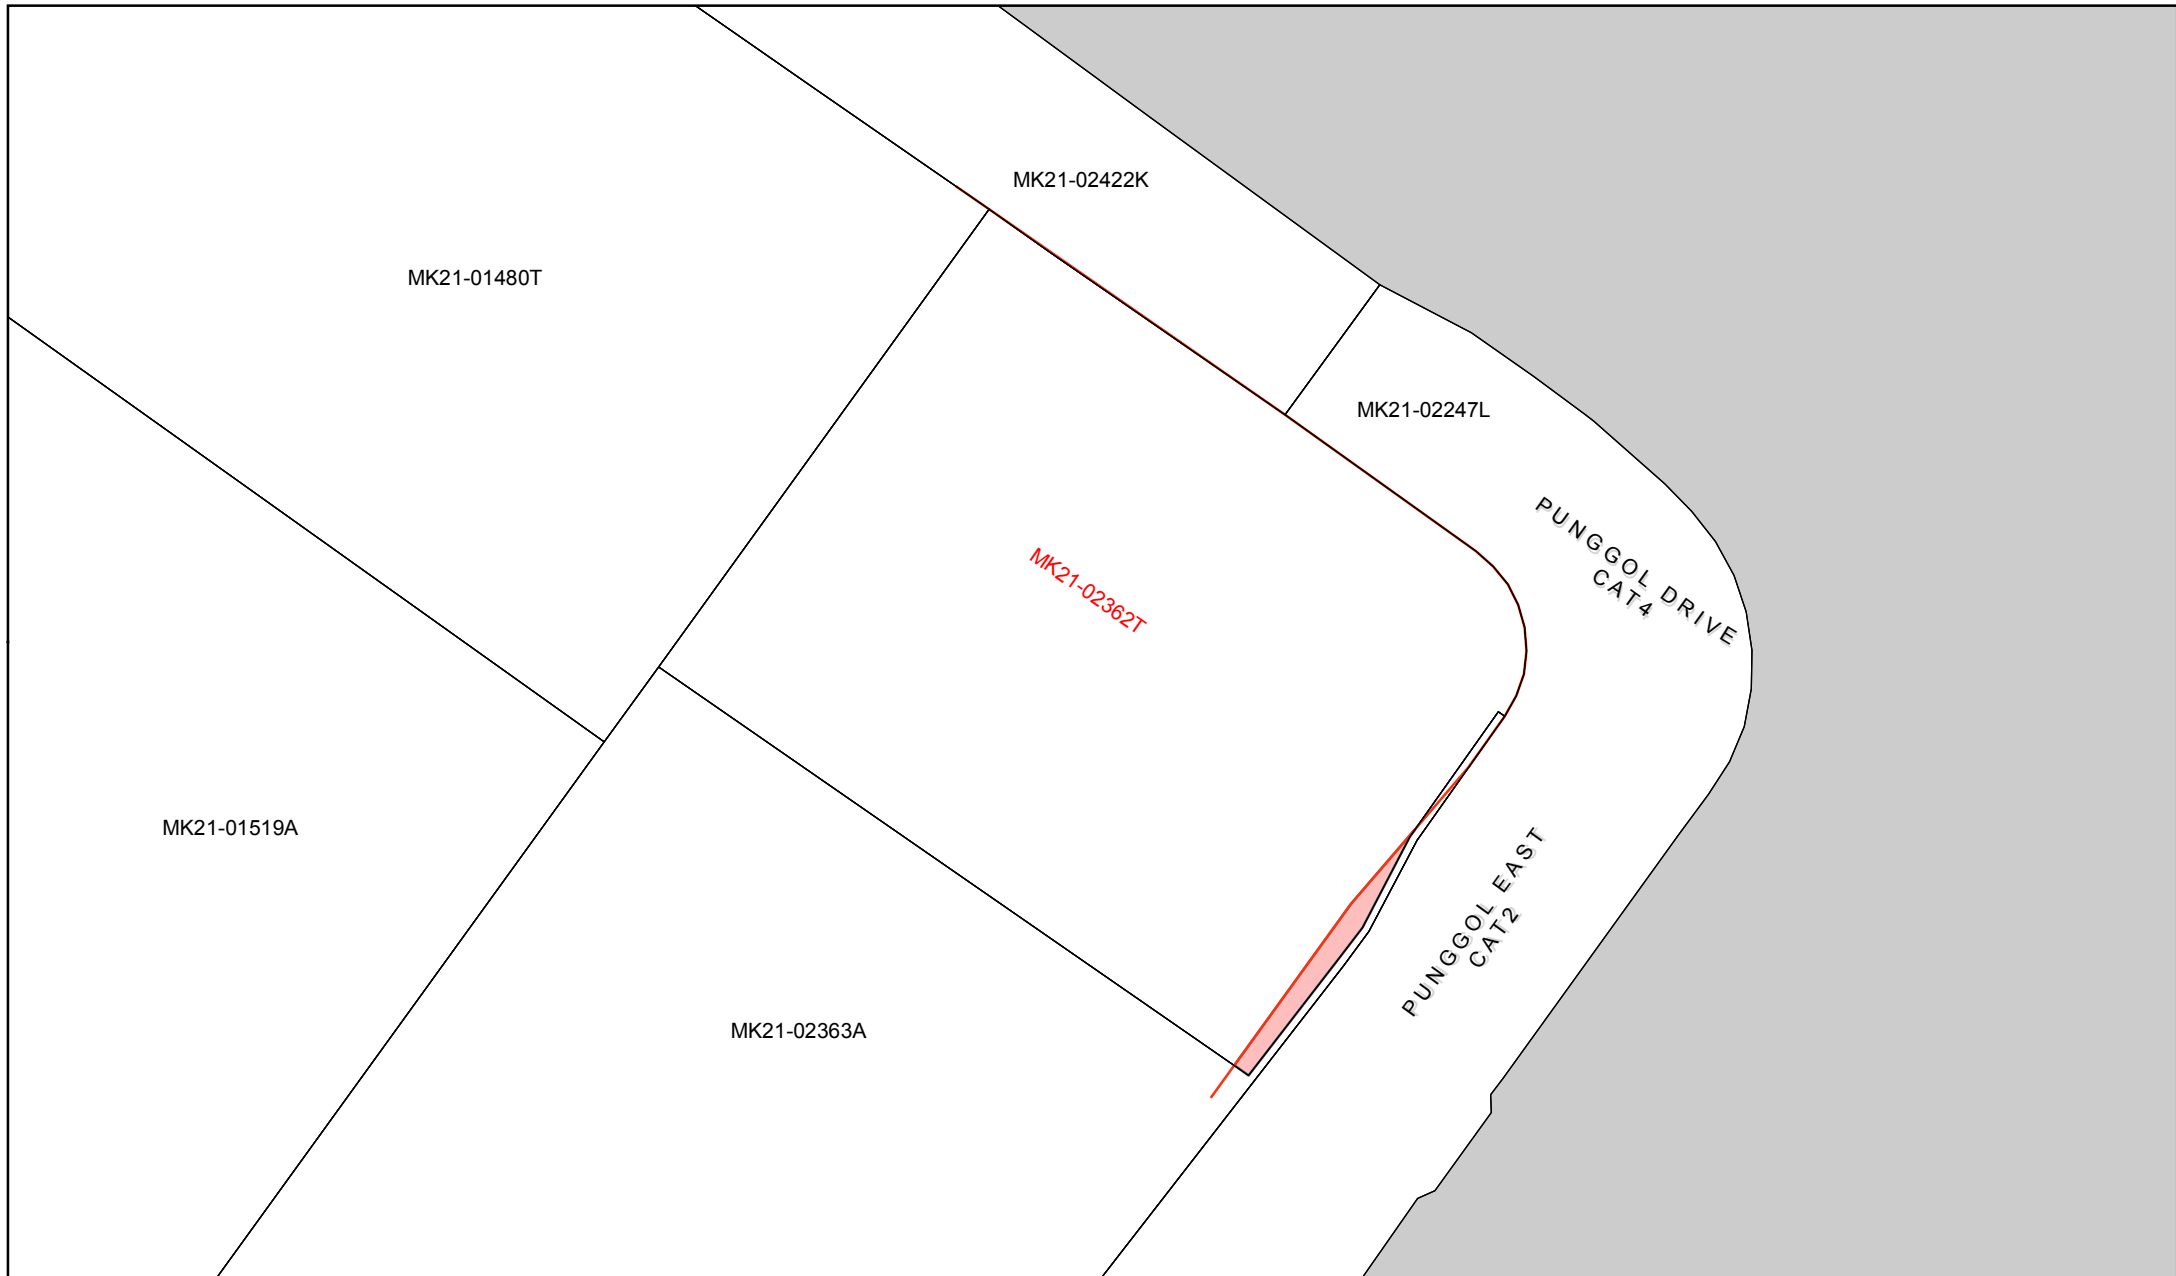 MK21-02422K
MK21-01480T
MK21-02247L
PUNGGOL DRIVE
CAT4
MK21-02362T
MK21-01519A
PUNGGOL EAST
CAT2
MK21-02363A